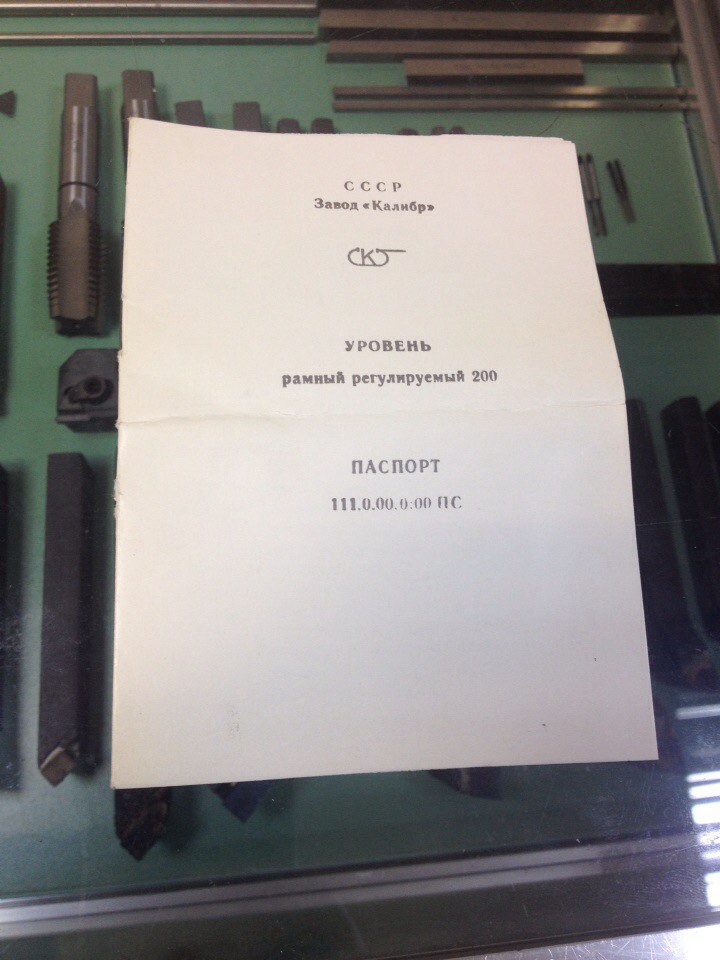 СССР
Завод «Калибр»
УРОВЕНЬ
рамный регулируемый 200
ПАСПОРТ
111.0.00.0:00 ПС